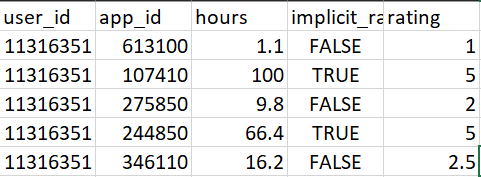 user_id app_id hours implicit_ra rating
11316351 613100 1.1 FALSE 1
11316351 107410 100 TRUE 5
11316351 275850 9.8 FALSE 2
11316351 244850 66.4 TRUE 5
11316351 346110 16.2 FALSE 2.5